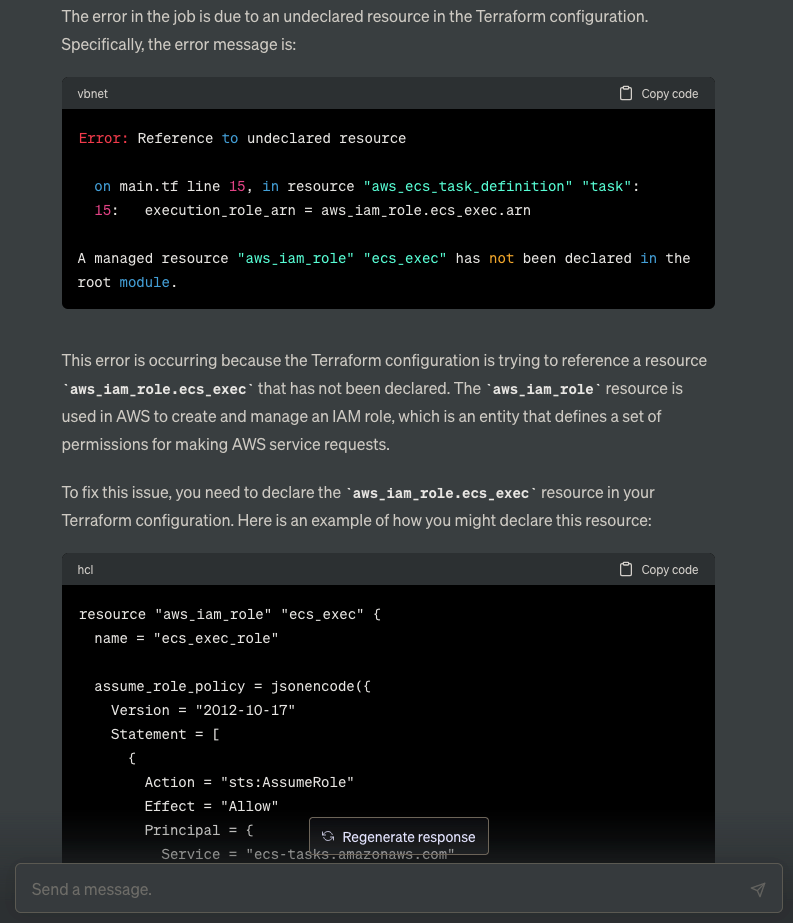 The error in the job is due to an undeclared resource in the Terraform configuration.
Specifically, the error message is:
vbnet Copy code
Error: Reference to undeclared resource
on main.tf line 15, in resource "aws_ecs_task_definition" "task":
15: execution_role_arn = aws_iam_role.ecs_exec.arn
A managed resource "aws_iam_role" "ecs_exec" has not been declared in the
root module.
This error is occurring because the Terraform configuration is trying to reference a resource
`aws_iam_role.ecs_exec` that has not been declared. The `aws_iam_role` resource is
used in AWS to create and manage an IAM role, which is an entity that defines a set of
permissions for making AWS service requests.
To fix this issue, you need to declare the `aws_iam_role.ecs_exec` resource in your
Terraform configuration. Here is an example of how you might declare this resource:
hcl Copy code
resource "aws_iam_role" "ecs_exec" {
name = "ecs_exec_role"
assume_role_policy = jsonencode({
Version = "2012-10-17"
Statement = [
{
Action = "sts:AssumeRole"
Effect = "Allow"
Principal = {
Regenerate response
Service = "ecs-tasks.amazonaws.com"
Send a message.